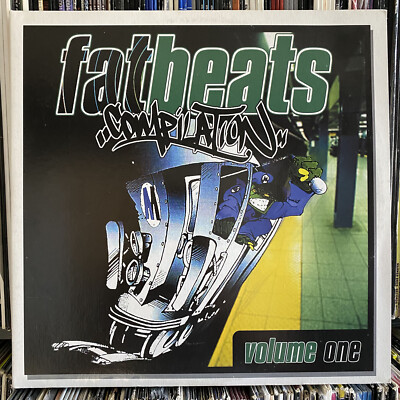 fatbeats
..COMPILATION..
M
volume one